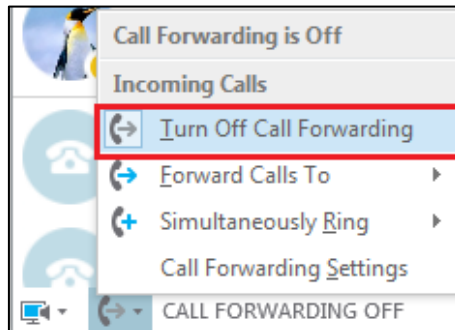 Call Forwarding is Off
Incoming Calls
Turn Off Call Forwarding
Forward Calls To
Simultaneously Ring
Call Forwarding Settings
CALL FORWARDING OFF